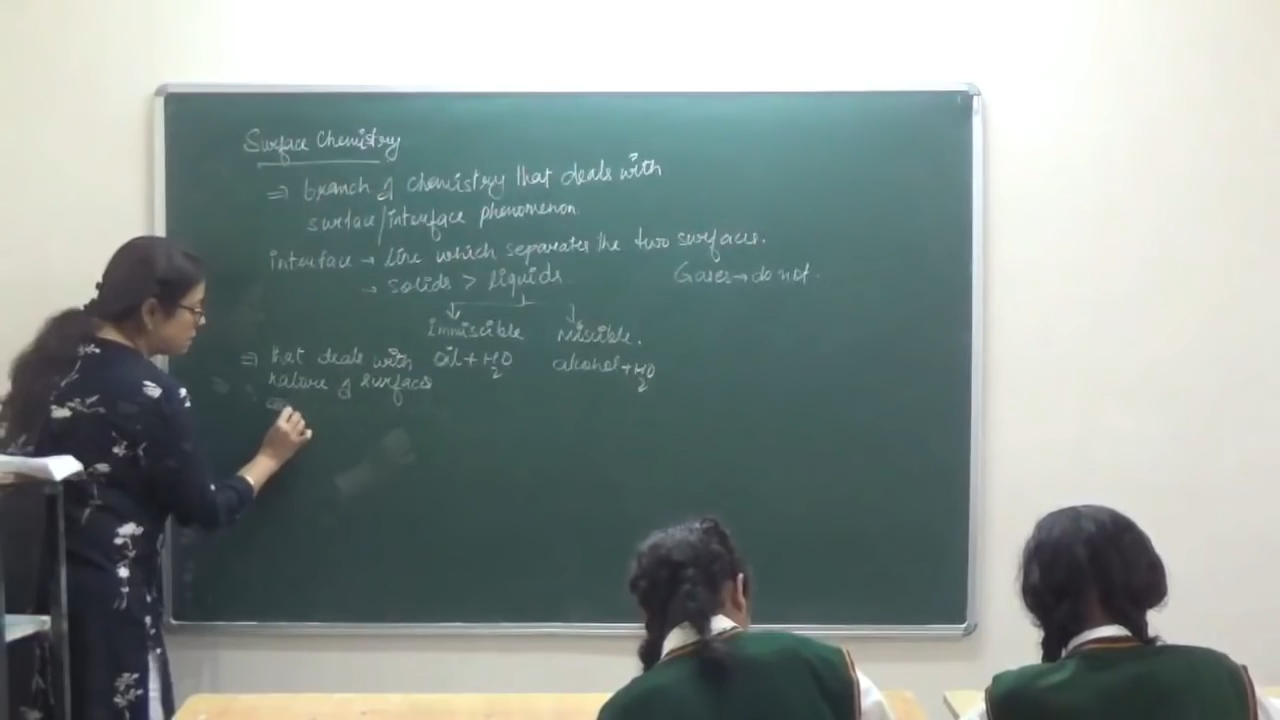 Surface Chemistry
⇒ branch of chemistry that deals with
surface/interface phenomenon.
interface → line which separates the two surfaces.
→ solids > liquids
Gases → do not.
Immiscible
Miscible.
oil + H2O
alcohol + H2O
⇒ that deals with
nature of surfaces